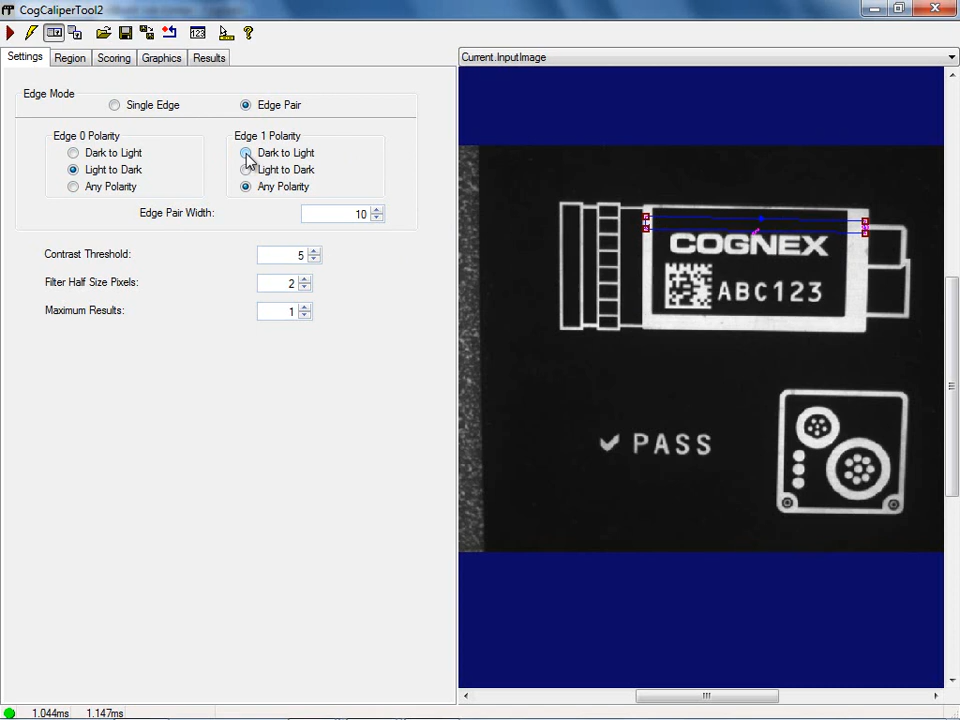 CogCaliperTool2
Settings Region Scoring Graphics Results
Current.InputImage
Edge Mode
Single Edge Edge Pair
Edge 0 Polarity Edge 1 Polarity
Dark to Light Dark to Light
Light to Dark Light to Dark
Any Polarity Any Polarity
Edge Pair Width: 10
Contrast Threshold: 5
Filter Half Size Pixels: 2
Maximum Results: 1
COGNEX
ABC123
PASS
1.044ms 1.147ms